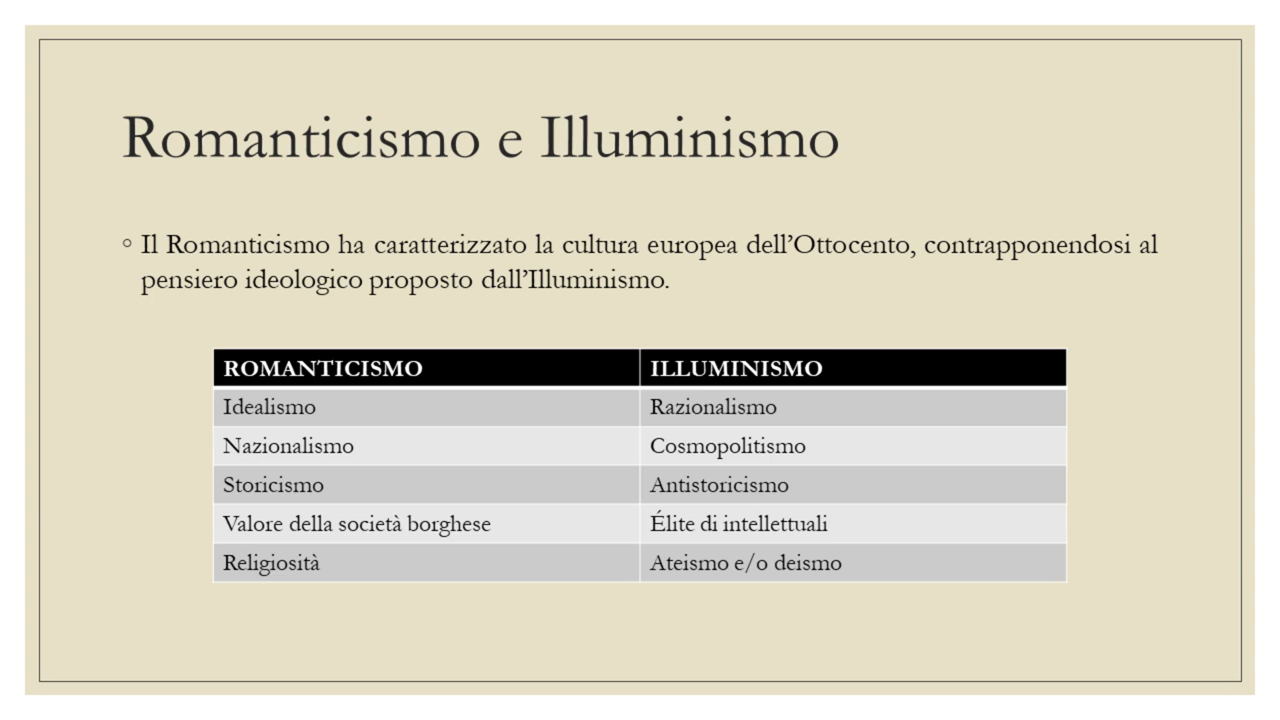 Romanticismo e Illuminismo
◦ Il Romanticismo ha caratterizzato la cultura europea dell’Ottocento, contrapponendosi al
pensiero ideologico proposto dall’Illuminismo.
ROMANTICISMO ILLUMINISMO
Idealismo Razionalismo
Nazionalismo Cosmopolitismo
Storicismo Antistoricismo
Valore della società borghese Élite di intellettuali
Religiosità Ateismo e/o deismo